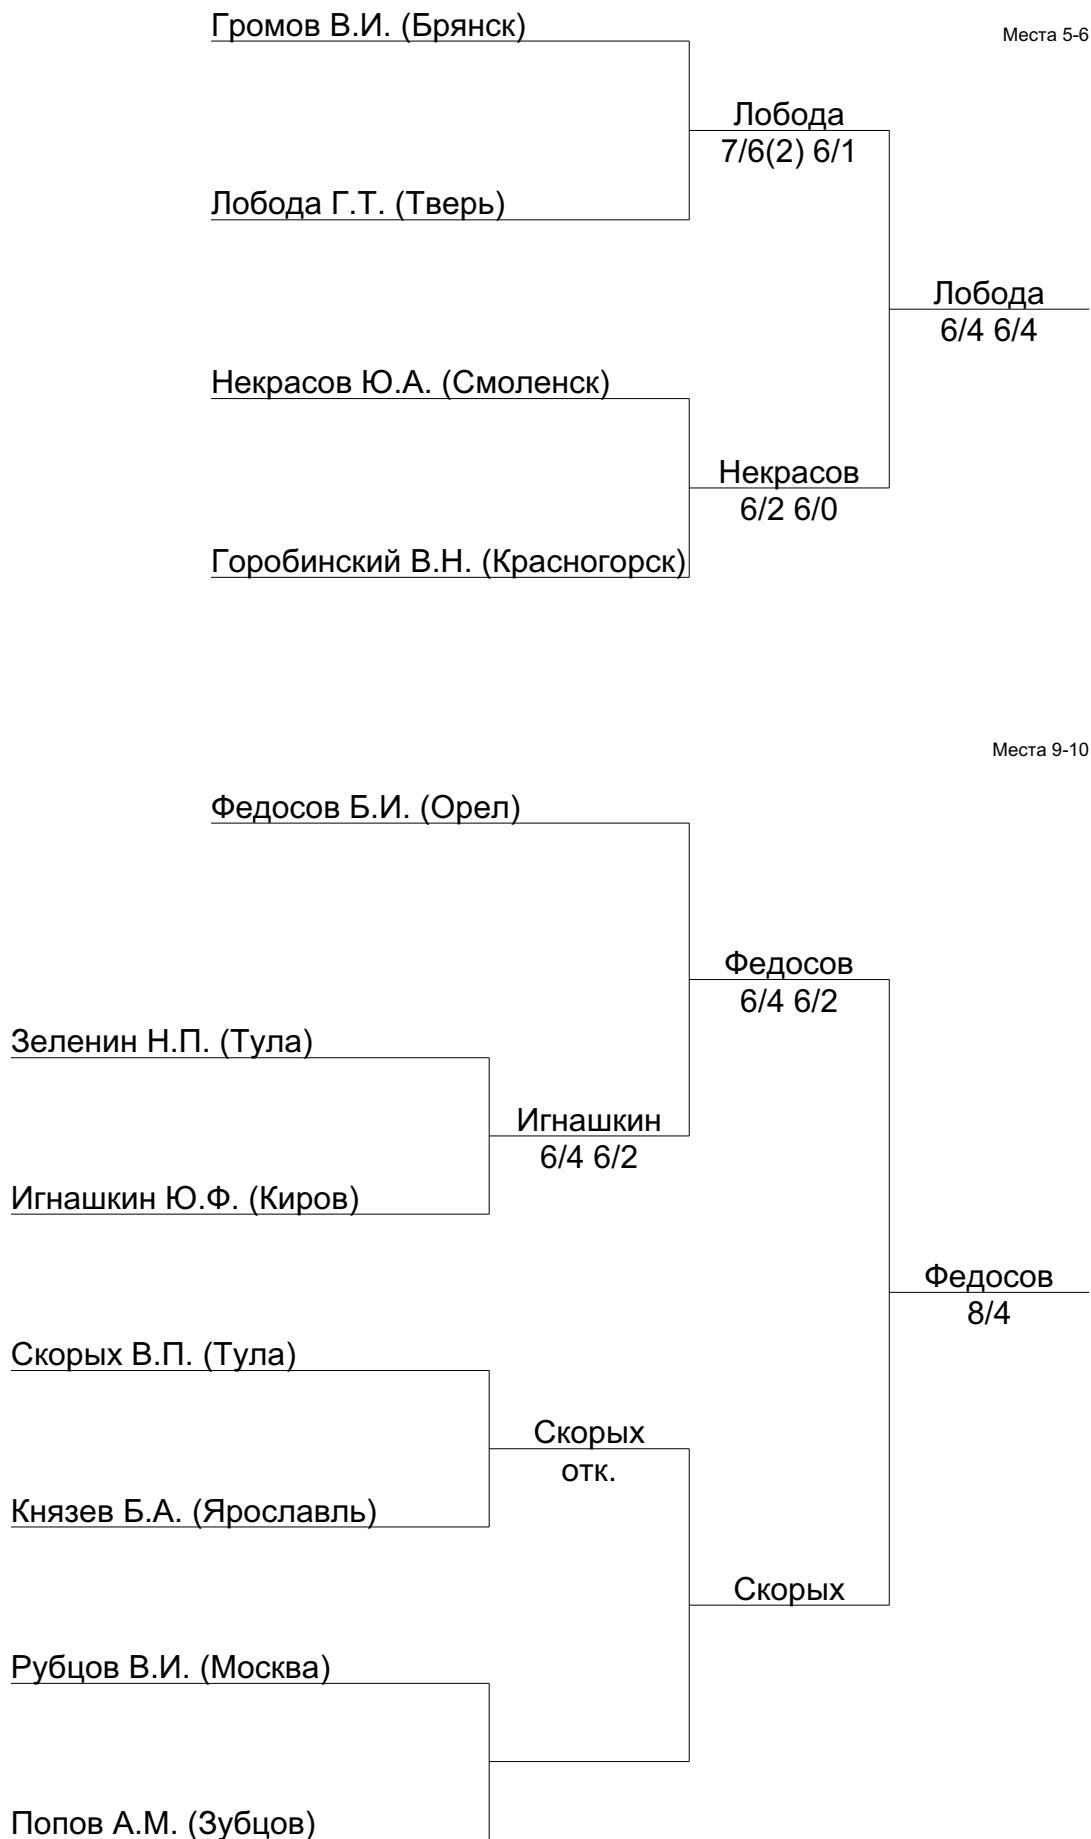 Громов В.И. (Брянск)
Места 5-6
Лобода
7/6(2) 6/1
Лобода Г.Т. (Тверь)
Лобода
6/4 6/4
Некрасов Ю.А. (Смоленск)
Некрасов
6/2 6/0
Горобинский В.Н. (Красногорск)
Места 9-10
Федосов Б.И. (Орел)
Федосов
6/4 6/2
Зеленин Н.П. (Тула)
Игнашкин
6/4 6/2
Игнашкин Ю.Ф. (Киров)
Федосов
8/4
Скорых В.П. (Тула)
Скорых
отк.
Князев Б.А. (Ярославль)
Скорых
Рубцов В.И. (Москва)
Попов А.М. (Зубцов)